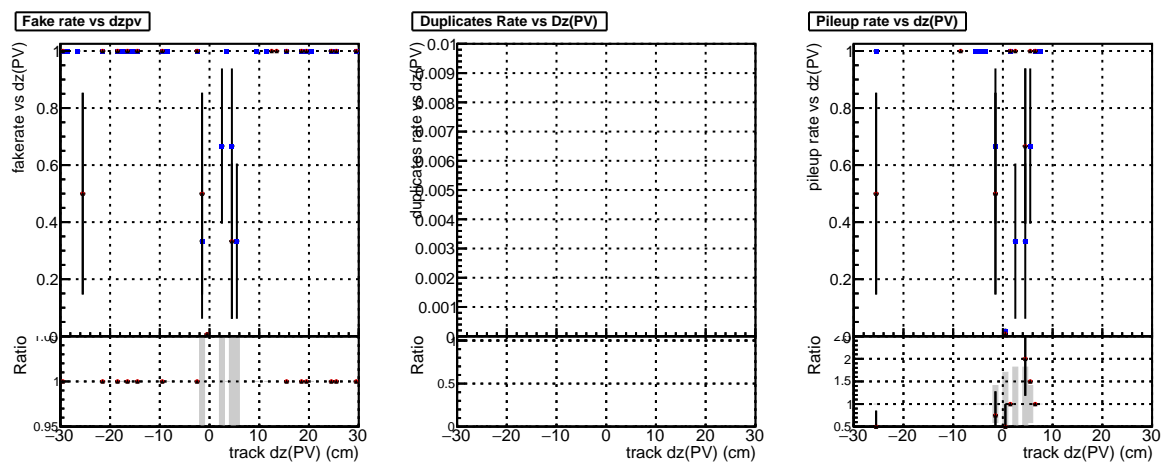 Fake rate vs dzpv
fakerate vs dz(PV)
1
0.8
0.6
0.4
0.2
0
Ratio
1
0.95
−30 −20 −10 0 10 20 30
track dz(PV) (cm)
Duplicates Rate vs Dz(PV)
duplicates rate vs dz(PV)
0.01
0.009
0.008
0.007
0.006
0.005
0.004
0.003
0.002
0.001
0
Ratio
1
0.5
0
−30 −20 −10 0 10 20 30
track dz(PV) (cm)
Pileup rate vs dz(PV)
pileup rate vs dz(PV)
1
0.8
0.6
0.4
0.2
0
Ratio
2
1.5
1
0.5
−30 −20 −10 0 10 20 30
track dz(PV) (cm)